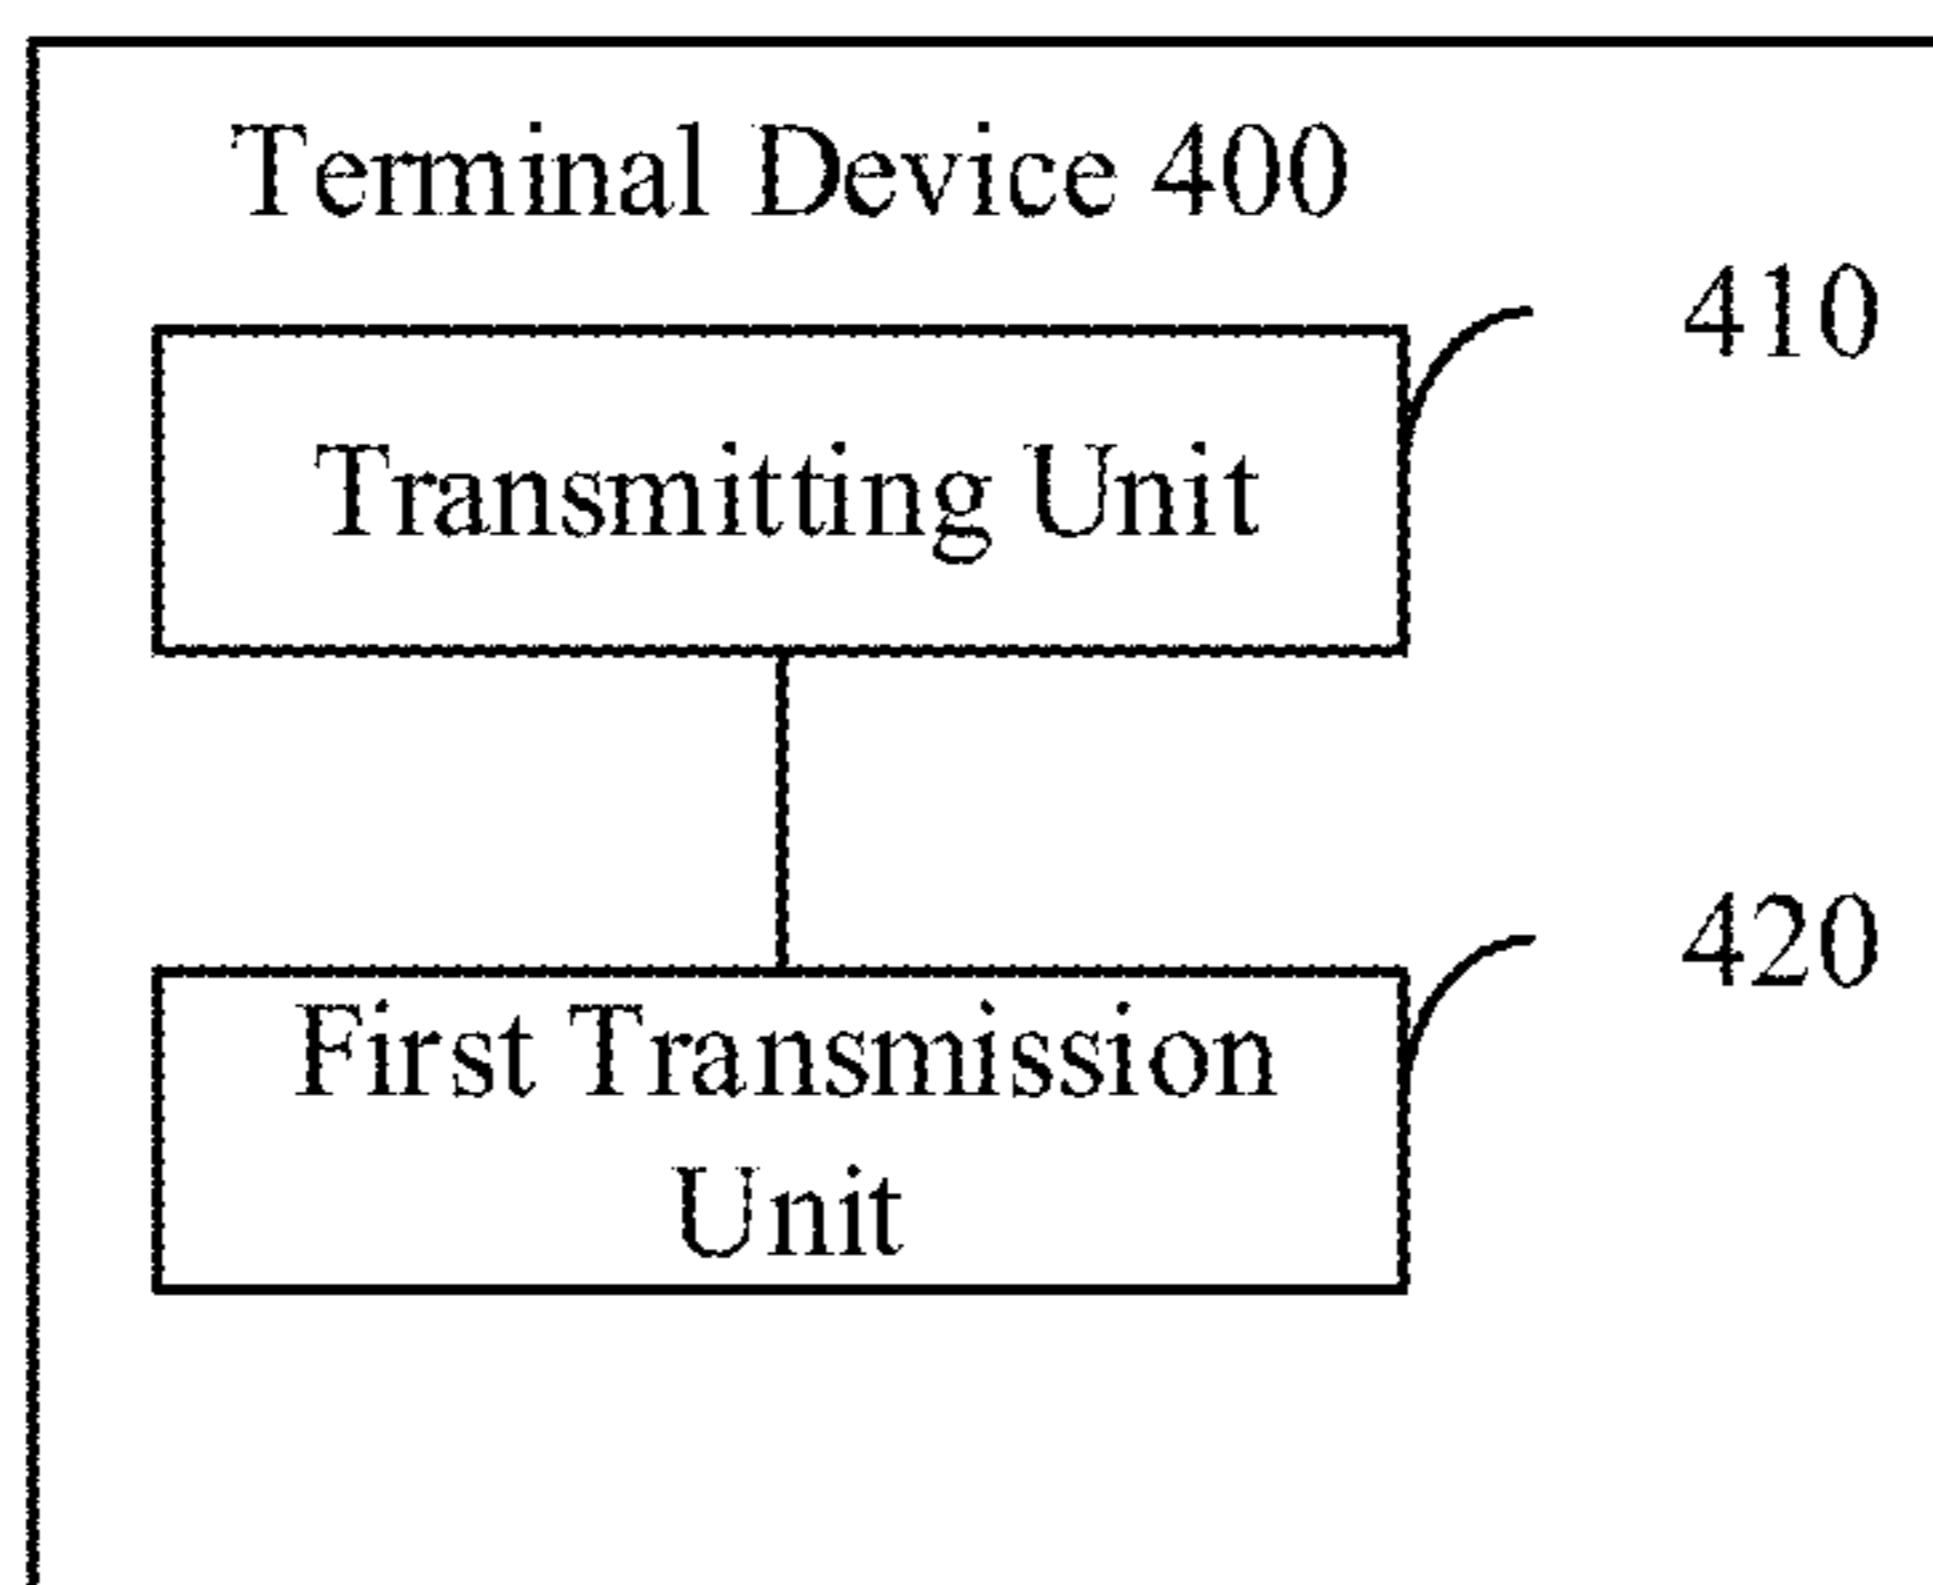 Terminal Device 400
410
Transmitting Unit
420
First Transmission
Unit